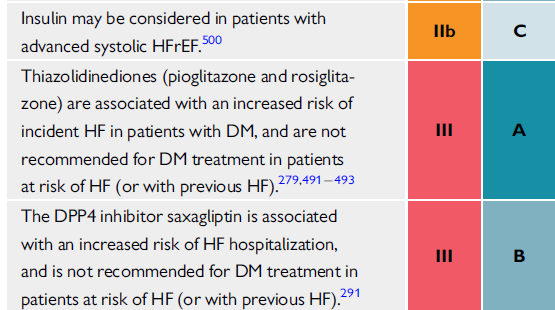 Insulin may be considered in patients with
advanced systolic HFrEF.500
IIb
C
Thiazolidinediones (pioglitazone and rosiglita-
zone) are associated with an increased risk of
incident HF in patients with DM, and are not
recommended for DM treatment in patients
at risk of HF (or with previous HF).279,491−493
III
A
The DPP4 inhibitor saxagliptin is associated
with an increased risk of HF hospitalization,
and is not recommended for DM treatment in
patients at risk of HF (or with previous HF).291
III
B